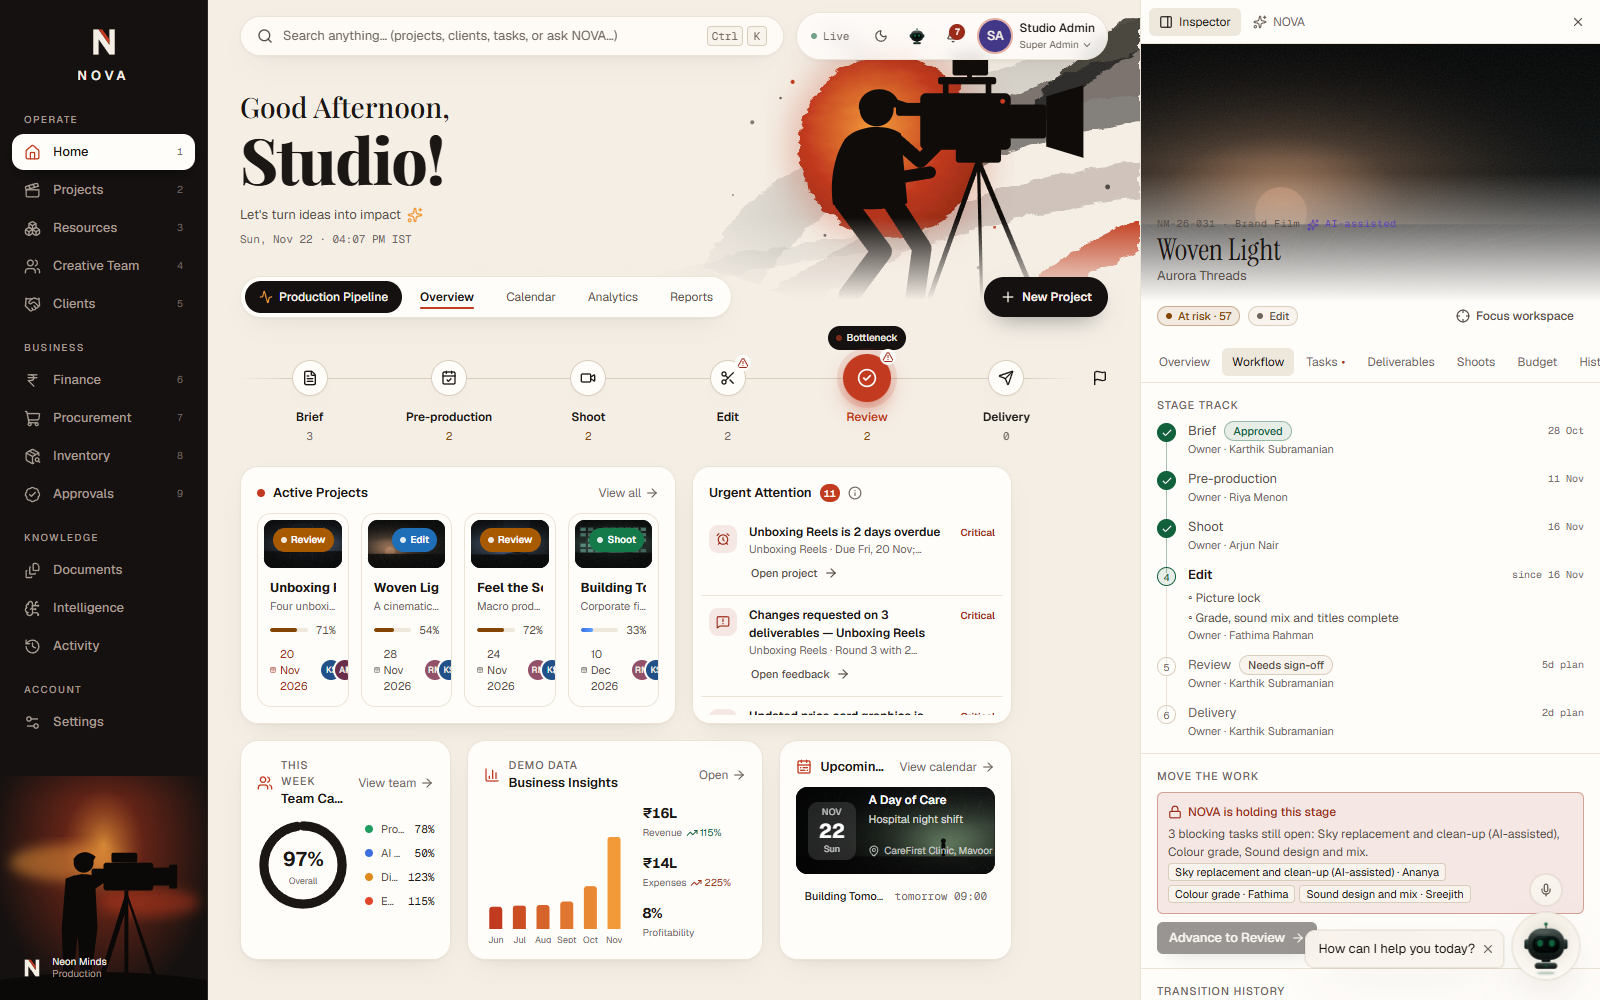 NOVA
OPERATE
Home 1
Projects 2
Resources 3
Creative Team 4
Clients 5
BUSINESS
Finance 6
Procurement 7
Inventory 8
Approvals 9
KNOWLEDGE
Documents
Intelligence
Activity
ACCOUNT
Settings
Neon Minds
Production
Search anything... (projects, clients, tasks, or ask NOVA...) Ctrl K
Live
7
SA
Studio Admin
Super Admin
Good Afternoon,
Studio!
Let's turn ideas into impact
Sun, Nov 22 · 04:07 PM IST
Production Pipeline Overview Calendar Analytics Reports
New Project
Bottleneck
Brief Pre-production Shoot Edit Review Delivery
3 2 2 2 2 0
Active Projects View all
Review
Unboxing
Four unboxi...
71%
20 Nov 2026
Edit
Woven Lig
A cinematic...
54%
28 Nov 2026
Review
Feel the
Macro prod...
72%
24 Nov 2026
Shoot
Building
Corporate fi...
33%
10 Dec 2026
Urgent Attention 11
Unboxing Reels is 2 days overdue Critical
Unboxing Reels · Due Fri, 20 Nov;...
Open project
Changes requested on 3 Critical
deliverables — Unboxing Reels
Unboxing Reels · Round 3 with 2...
Open feedback
THIS WEEK
Team Ca... View team
97%
Overall
Pro... 78%
AI ... 50%
Di... 123%
E... 115%
DEMO DATA
Business Insights Open
Jun Jul Aug Sept Oct Nov
₹16L
Revenue 115%
₹14L
Expenses 225%
8%
Profitability
Upcomin... View calendar
NOV
22
Sun
A Day of Care
Hospital night shift
CareFirst Clinic, Mavoor
Building Tomo... tomorrow 09:00
Inspector NOVA
NM-26-031 · Brand Film AI-assisted
Woven Light
Aurora Threads
At risk · 57 Edit Focus workspace
Overview Workflow Tasks • Deliverables Shoots Budget Hist
STAGE TRACK
Brief Approved 28 Oct
Owner · Karthik Subramanian
Pre-production 11 Nov
Owner · Riya Menon
Shoot 16 Nov
Owner · Arjun Nair
4 Edit since 16 Nov
Picture lock
Grade, sound mix and titles complete
Owner · Fathima Rahman
5 Review Needs sign-off 5d plan
Owner · Karthik Subramanian
6 Delivery 2d plan
Owner · Karthik Subramanian
MOVE THE WORK
NOVA is holding this stage
3 blocking tasks still open: Sky replacement and clean-up (AI-assisted),
Colour grade, Sound design and mix.
Sky replacement and clean-up (AI-assisted) · Ananya
Colour grade · Fathima Sound design and mix · Sreejith
Advance to Review
How can I help you today?
TRANSITION HISTORY